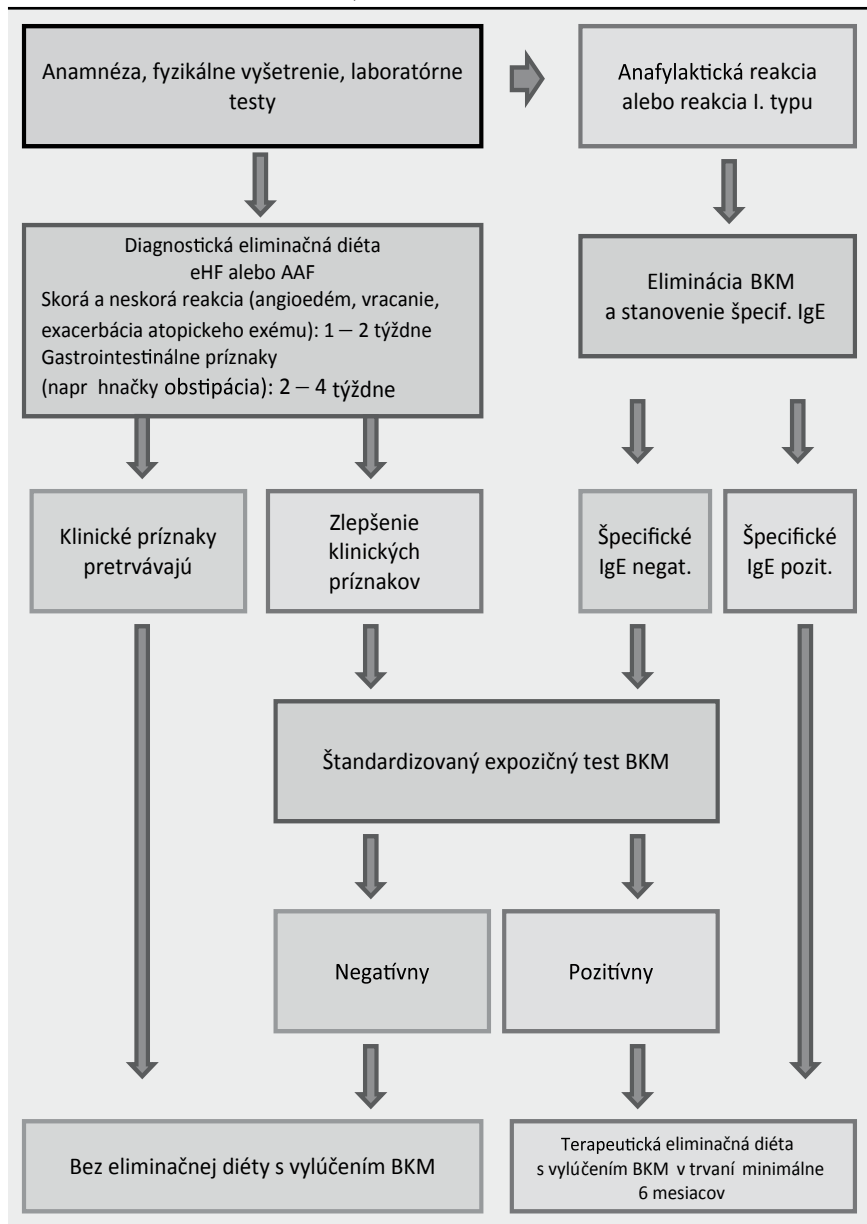 Anamnéza, fyzikálne vyšetrenie, laboratórne
testy
Anafylaktická reakcia
alebo reakcia I. typu
Diagnostická eliminačná diéta
eHF alebo AAF
Skorá a neskorá reakcia (angioedém, vracanie,
exacerbácia atopickeho exému): 1 – 2 týždne
Gastrointestinálne príznaky
(napr hnačky obstipácia): 2 – 4 týždne
Eliminácia BKM
a stanovenie špecif. IgE
Klinické príznaky
pretrvávajú
Zlepšenie
klinických
príznakov
Špecifické
IgE negat.
Špecifické
IgE pozit.
Štandardizovaný expozičný test BKM
Negatívny
Pozitívny
Bez eliminačnej diéty s vylúčením BKM
Terapeutická eliminačná diéta
s vylúčením BKM v trvaní minimálne
6 mesiacov